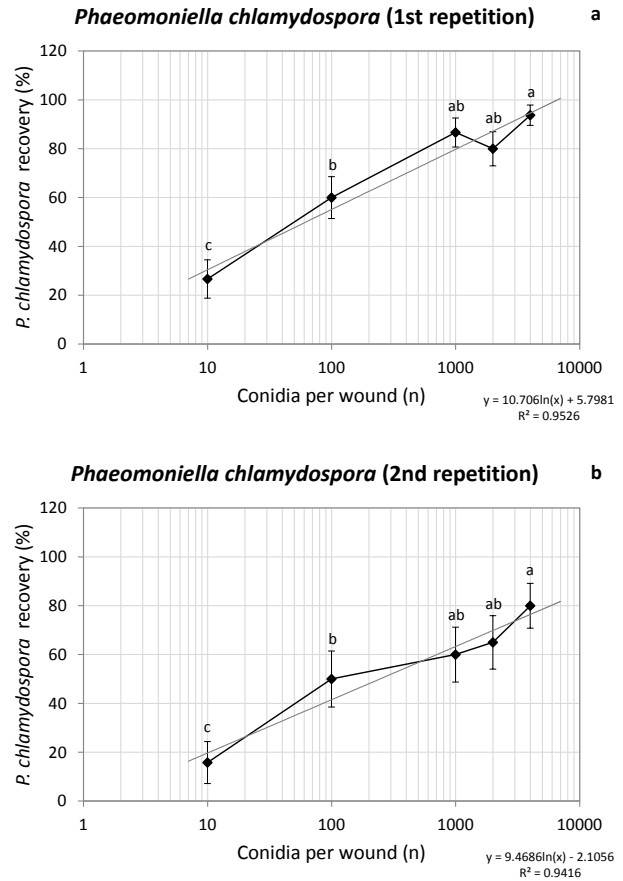 Phaeomoniella chlamydospora (1st repetition) a
120
100
80
60
40
20
0
P. chlamydospora recovery (%)
c
b
ab
ab
a
1 10 100 1000 10000
Conidia per wound (n)
y = 10.706ln(x) + 5.7981
R² = 0.9526
Phaeomoniella chlamydospora (2nd repetition) b
120
100
80
60
40
20
0
P. chlamydospora recovery (%)
c
b
ab
ab
a
1 10 100 1000 10000
Conidia per wound (n)
y = 9.4686ln(x) - 2.1056
R² = 0.9416